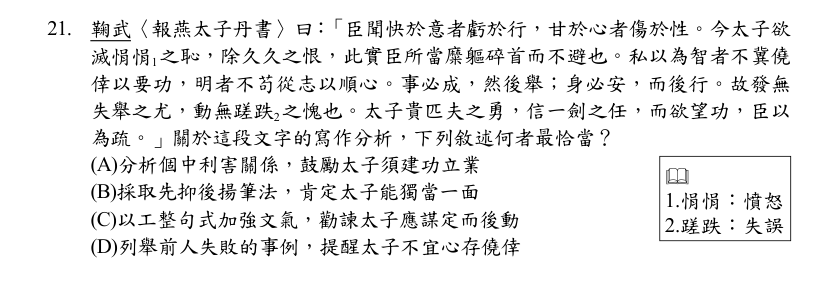 21. 鞠武〈報燕太子丹書〉曰：「臣聞快於意者虧於行，甘於心者傷於性。今太子欲
滅悁悁1之恥，除久久之恨，此實臣所當糜軀碎首而不避也。私以為智者不冀僥
倖以要功，明者不苟從志以順心。事必成，然後舉；身必安，而後行。故發無
失舉之尤，動無蹉跌2之愧也。太子貴匹夫之勇，信一劍之任，而欲望功，臣以
為疏。」關於這段文字的寫作分析，下列敘述何者最恰當？
(A)分析個中利害關係，鼓勵太子須建功立業
(B)採取先抑後揚筆法，肯定太子能獨當一面
(C)以工整句式加強文氣，勸諫太子應謀定而後動
(D)列舉前人失敗的事例，提醒太子不宜心存僥倖
1.悁悁：憤怒
2.蹉跌：失誤